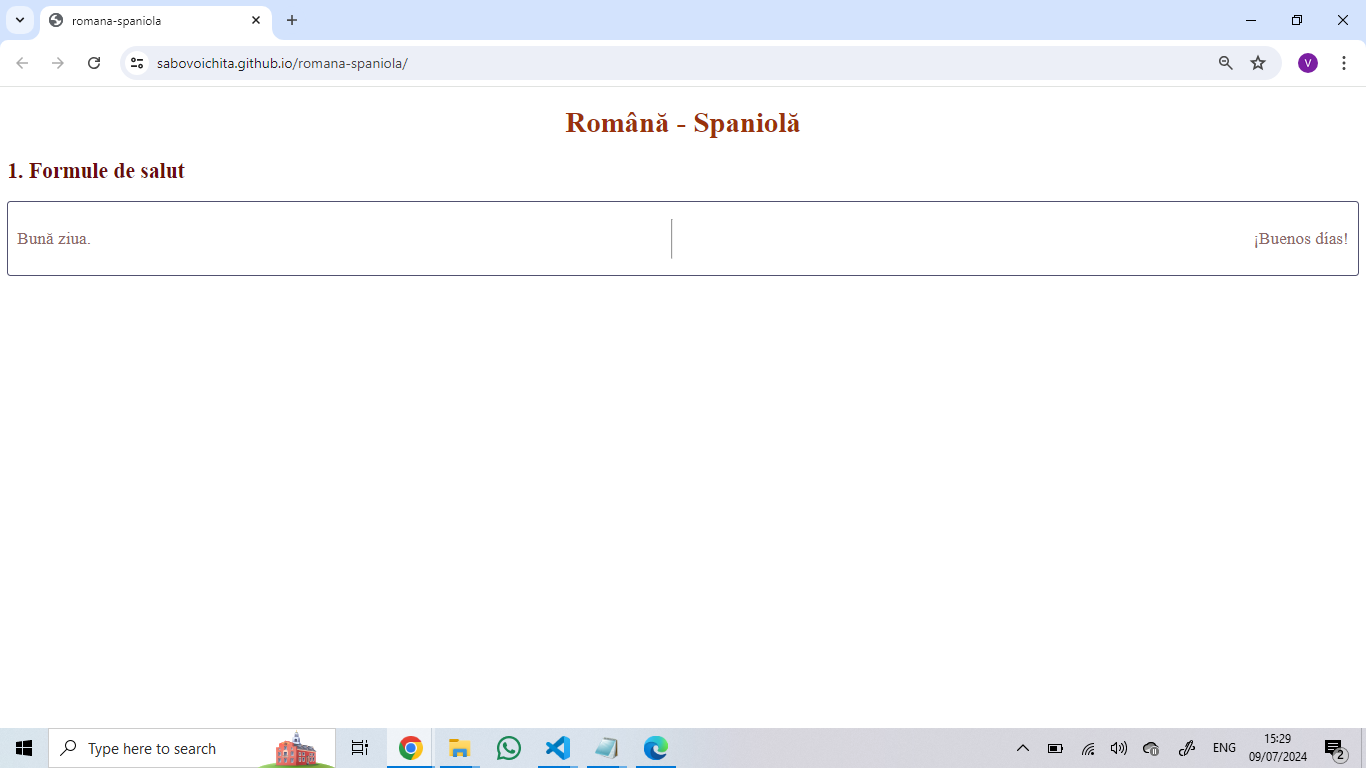 romana-spaniola
sabovoichita.github.io/romana-spaniola/
V
Română - Spaniolă
1. Formule de salut
Bună ziua. ¡Buenos días!
Type here to search
ENG
15:29
09/07/2024
2